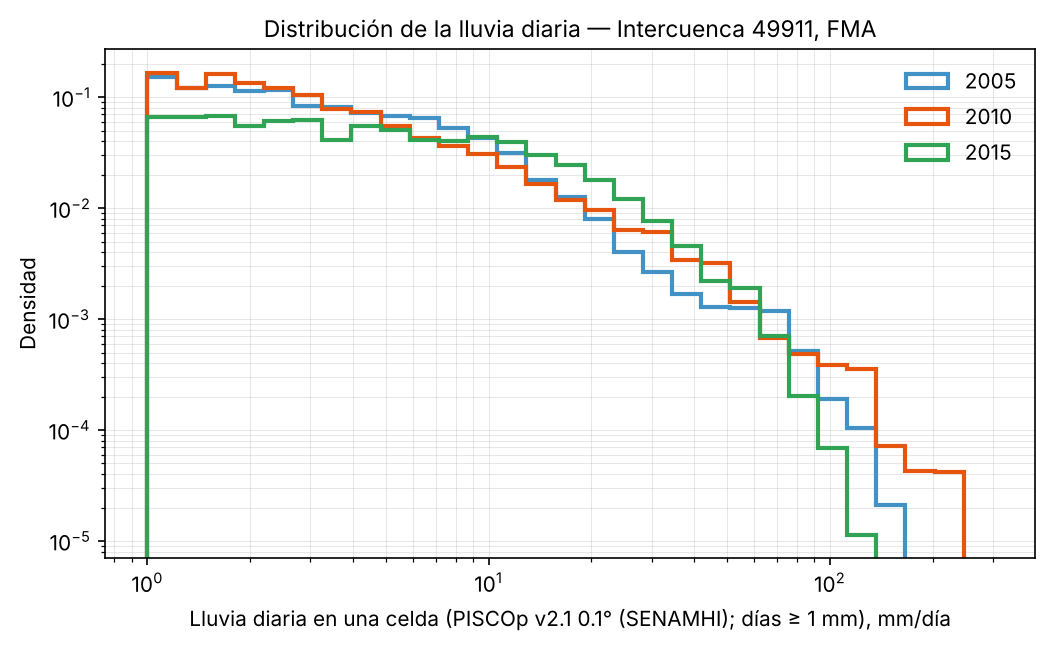 Distribución de la lluvia diaria — Intercuenca 49911, FMA
2005
2010
2015
Densidad
10⁻¹
10⁻²
10⁻³
10⁻⁴
10⁻⁵
10⁰ 10¹ 10²
Lluvia diaria en una celda (PISCOp v2.1 0.1° (SENAMHI); días ≥ 1 mm), mm/día